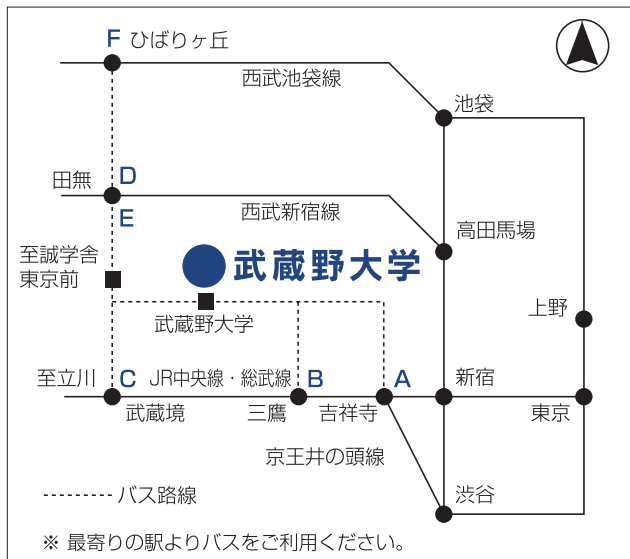 F ひばりヶ丘
西武池袋線
池袋
田無
D
E
西武新宿線
高田馬場
至誠学舎
東京前
武蔵野大学
武蔵野大学
上野
至立川
C
JR中央線・総武線
B
A
新宿
武蔵境
三鷹
吉祥寺
東京
京王井の頭線
バス路線
渋谷
※ 最寄りの駅よりバスをご利用ください。